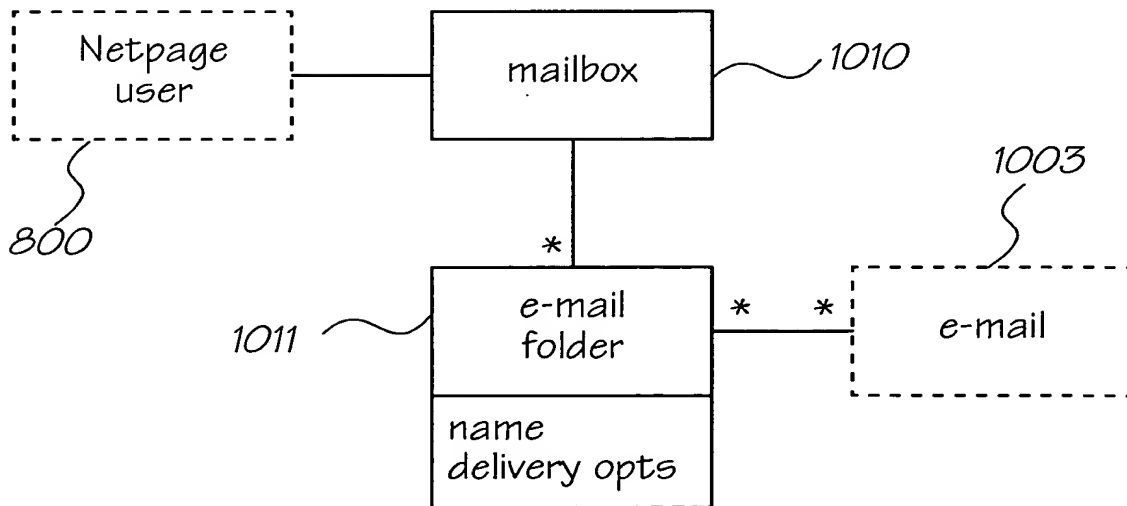 Netpage
user
mailbox
1010
800
1003
*
e-mail
folder
* *
e-mail
1011
name
delivery opts